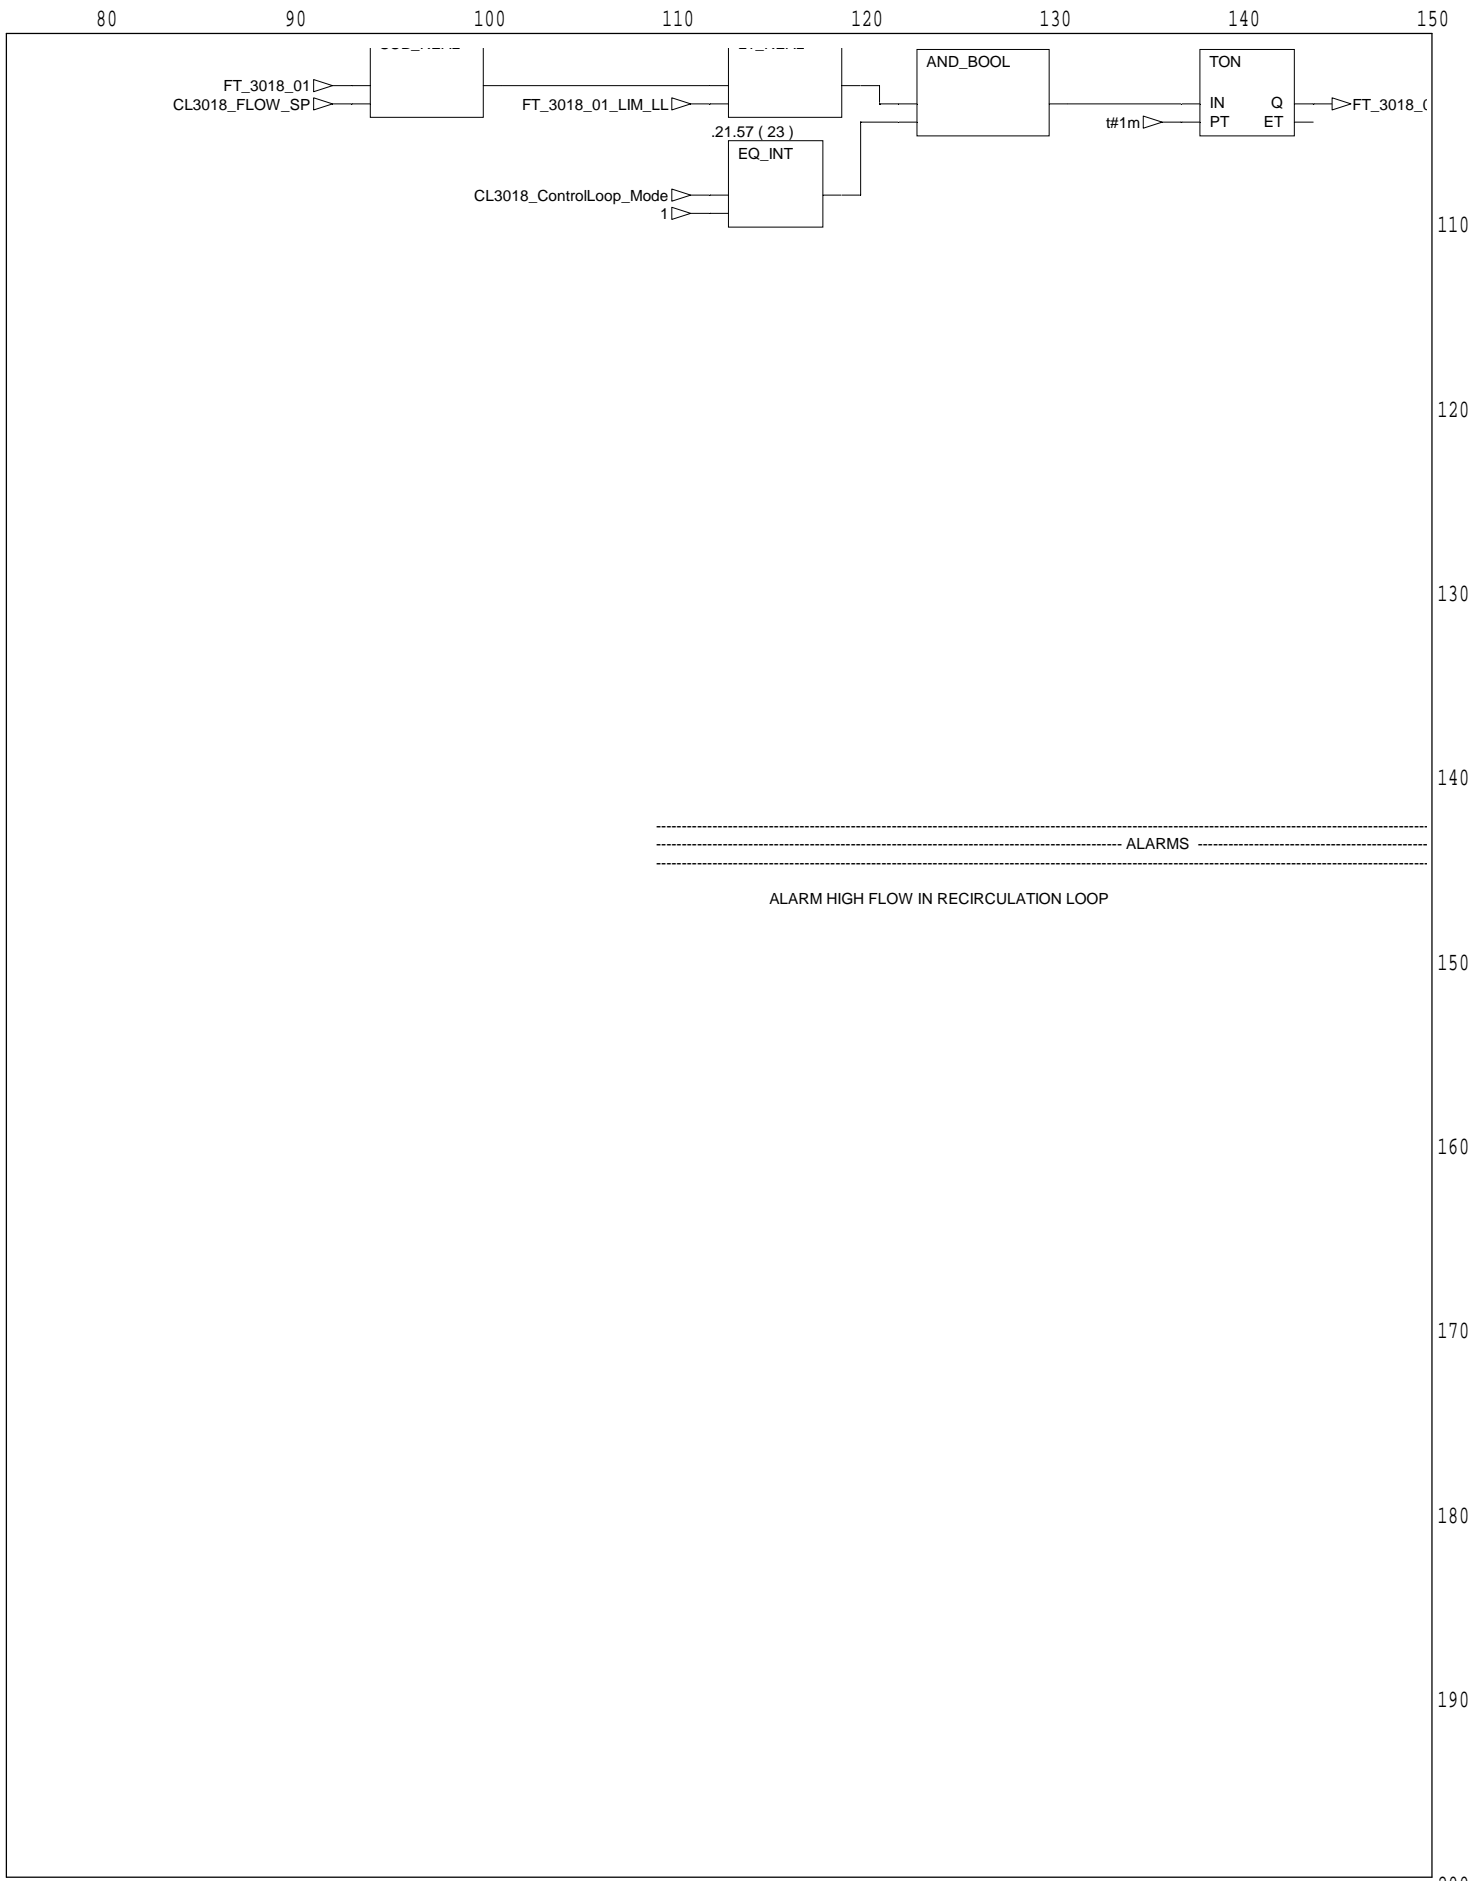 80 90 100 110 120 130 140 150
AND_BOOL TON
FT_3018_01
CL3018_FLOW_SP FT_3018_01_LIM_LL IN Q
t#1m PT ET
.21.57 ( 23 )
EQ_INT
CL3018_ControlLoop_Mode
1
110
120
130
140
ALARMS
ALARM HIGH FLOW IN RECIRCULATION LOOP
150
160
170
180
190